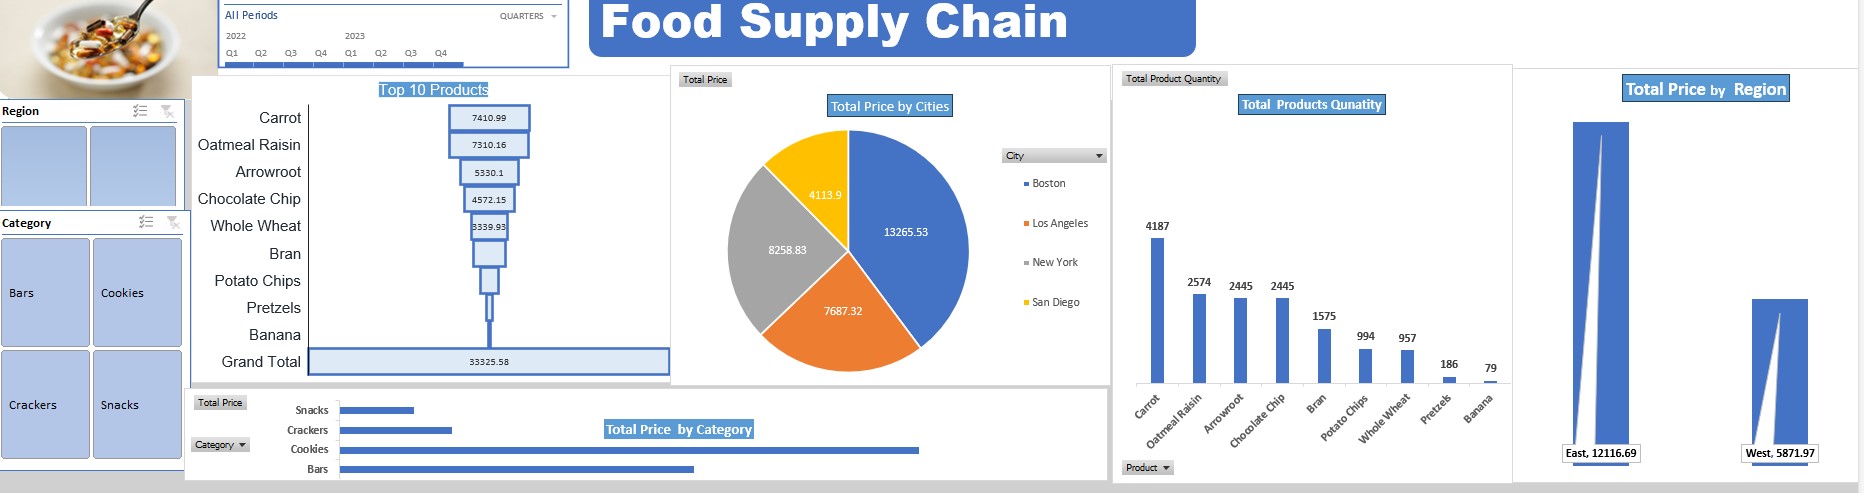 All Periods
QUARTERS
2022 2023
Q1 Q2 Q3 Q4 Q1 Q2 Q3 Q4
Food Supply Chain
Region
Category
Bars Cookies
Crackers Snacks
Top 10 Products
Carrot 7410.99
Oatmeal Raisin 7310.16
Arrowroot 5330.1
Chocolate Chip 4572.15
Whole Wheat 3339.93
Bran
Potato Chips
Pretzels
Banana
Grand Total 33325.58
Total Price
Total Price by Cities
4113.9
13265.53
8258.83
7687.32
City
Boston
Los Angeles
New York
San Diego
Total Price
Category
Total Price by Category
Snacks
Crackers
Cookies
Bars
Total Product Quantity
Total Products Qunatity
4187
2574
2445
2445
1575
994
957
186
79
Carrot
Oatmeal Raisin
Arrowroot
Chocolate Chip
Bran
Potato Chips
Whole Wheat
Pretzels
Banana
Product
Total Price by Region
East, 12116.69
West, 5871.97